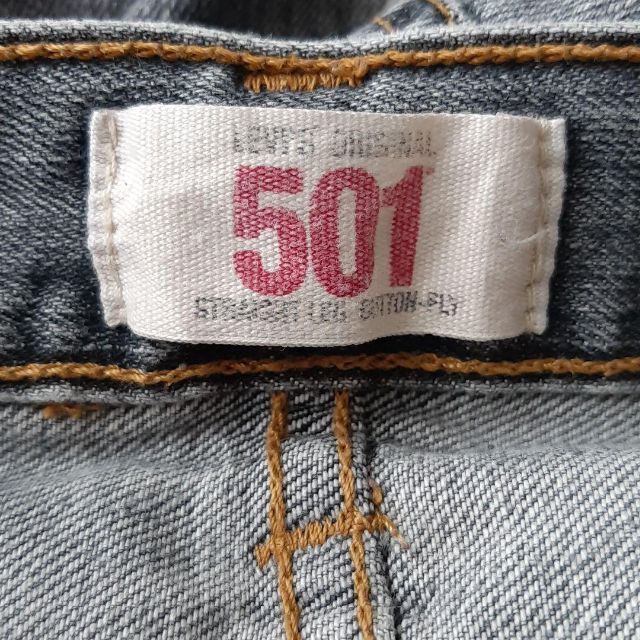 LEVI'S ORIGINAL
501
STRAIGHT LEG BUTTON-FLY